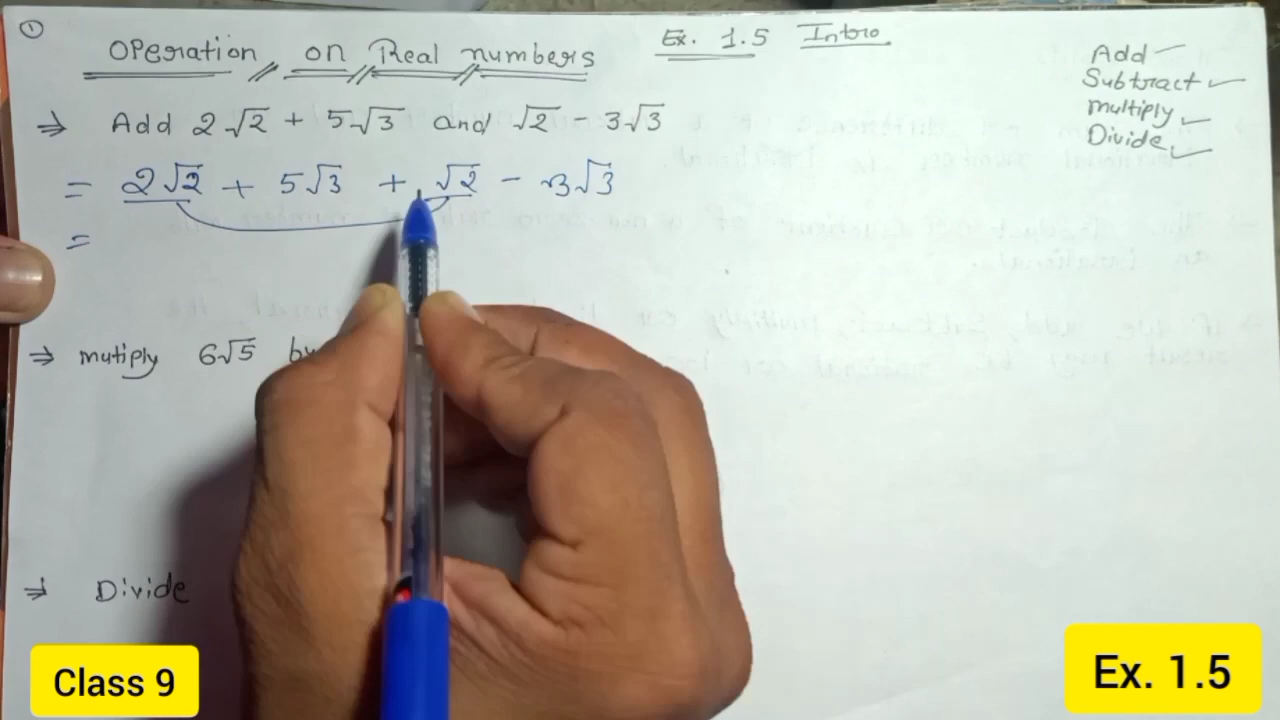 ①
Operation on Real numbers
Ex. 1.5 Intro
Add
Subtract
multiply
Divide
⇒ Add 2√2 + 5√3 and √2 - 3√3
= 2√2 + 5√3 + √2 - 3√3
=
⇒ mutiply 6√5 by
⇒ Divide
Class 9
Ex. 1.5